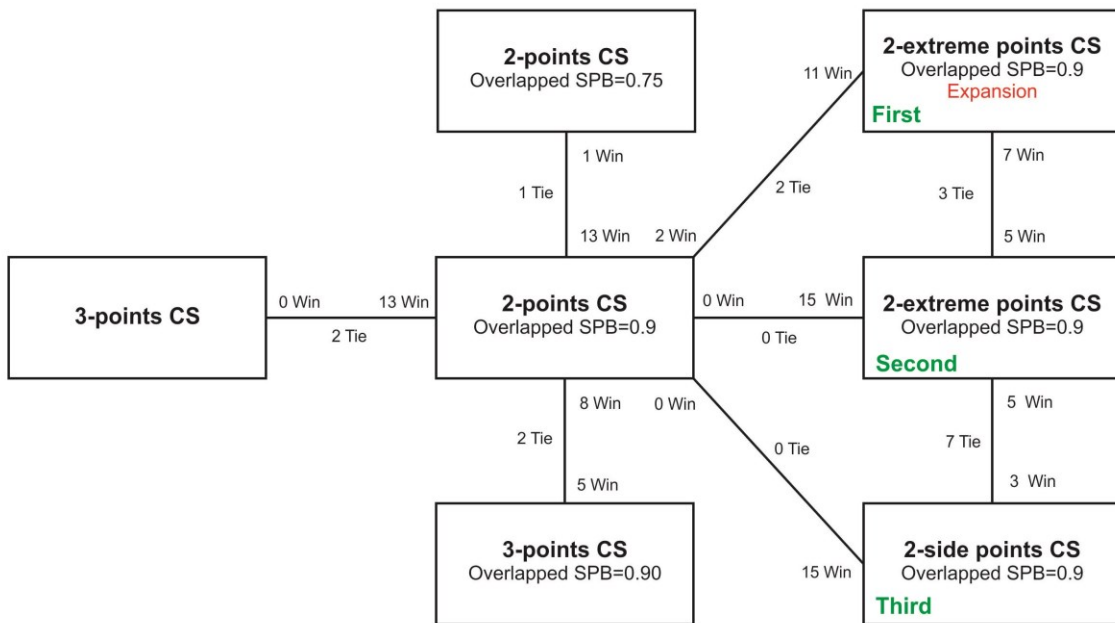 2-points CS
Overlapped SPB=0.75
2-extreme points CS
Overlapped SPB=0.9
Expansion
First
11 Win
1 Win
7 Win
1 Tie
2 Tie
3 Tie
13 Win
2 Win
5 Win
3-points CS
0 Win
13 Win
2 Tie
2-points CS
Overlapped SPB=0.9
0 Win
15 Win
0 Tie
2-extreme points CS
Overlapped SPB=0.9
Second
8 Win
0 Win
5 Win
2 Tie
0 Tie
7 Tie
5 Win
3 Win
3-points CS
Overlapped SPB=0.90
15 Win
2-side points CS
Overlapped SPB=0.9
Third